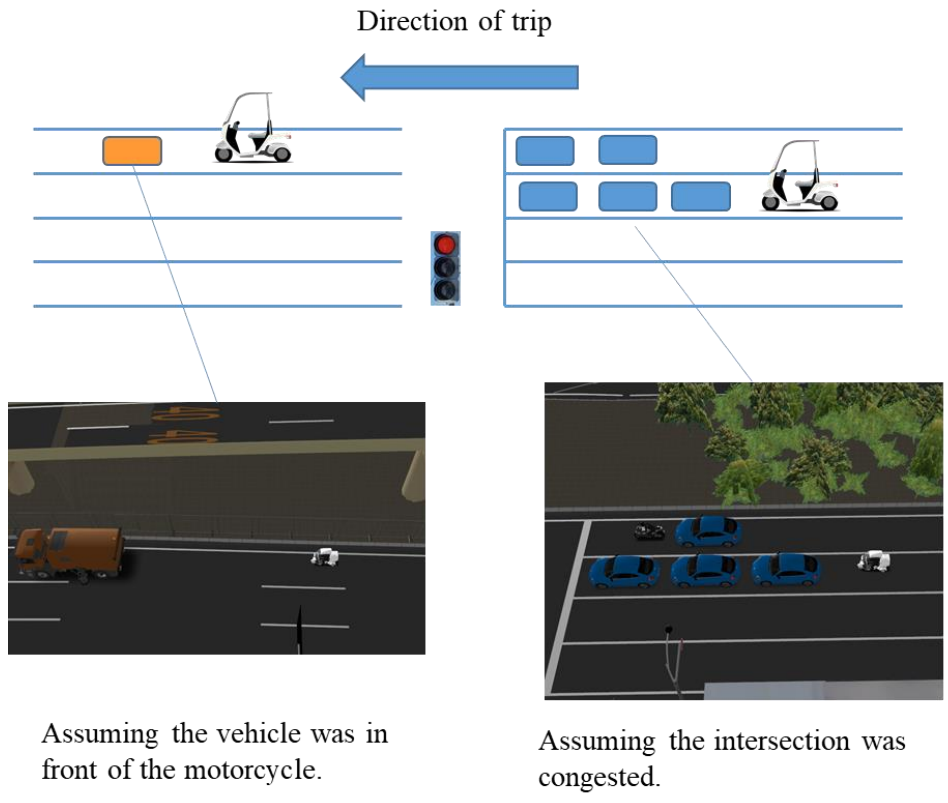 Direction of trip
Assuming the vehicle was in
front of the motorcycle.
Assuming the intersection was
congested.